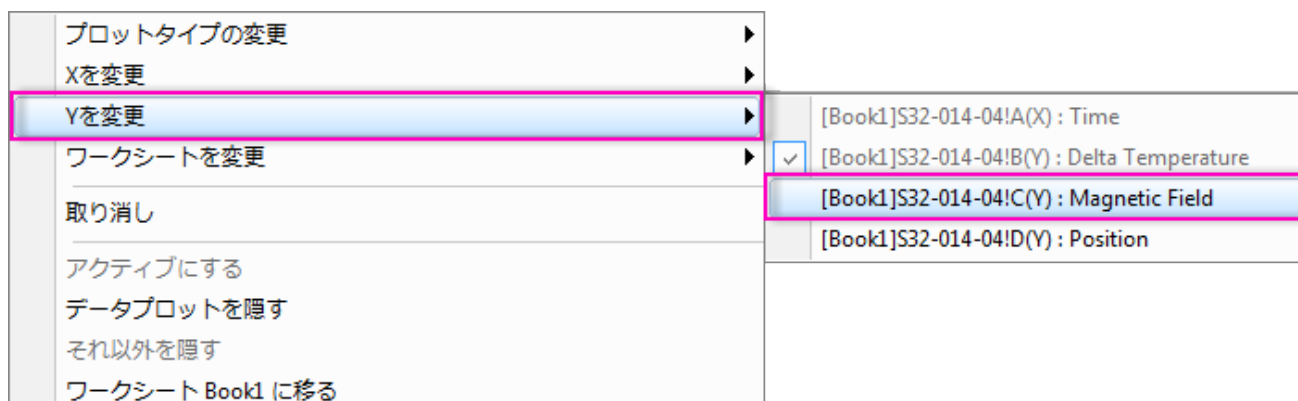 プロットタイプの変更
Xを変更
Yを変更
ワークシートを変更
取り消し
アクティブにする
データプロットを隠す
それ以外を隠す
ワークシート Book1 に移る
[Book1]S32-014-04!A(X) : Time
[Book1]S32-014-04!B(Y) : Delta Temperature
[Book1]S32-014-04!C(Y) : Magnetic Field
[Book1]S32-014-04!D(Y) : Position